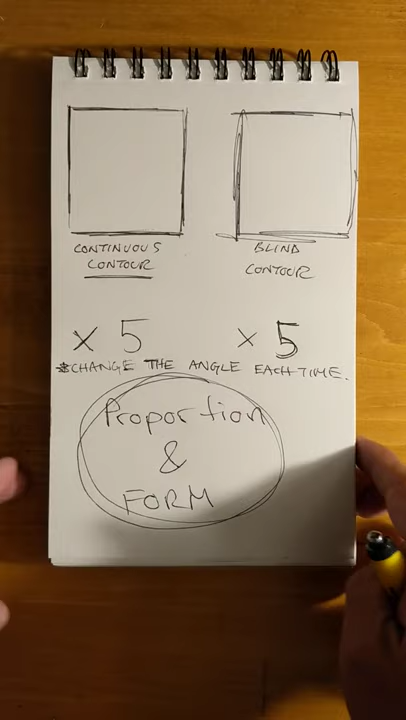 CONTINUOUS
CONTOUR
BLIND
CONTOUR
× 5
× 5
*CHANGE THE ANGLE EACH TIME.
Proportion
&
FORM